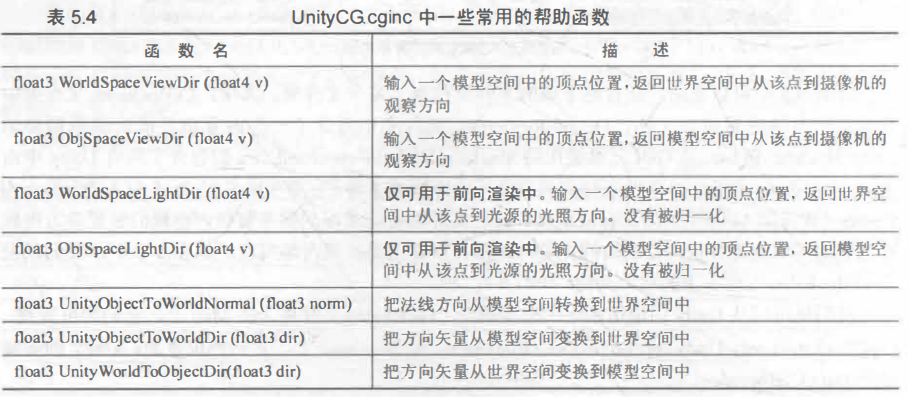 表 5.4 UnityCG.cginc 中一些常用的帮助函数
函 数 名 描 述
float3 WorldSpaceViewDir (float4 v) 输入一个模型空间中的顶点位置,返回世界空间中从该点到摄像机的
观察方向
float3 ObjSpaceViewDir (float4 v) 输入一个模型空间中的顶点位置,返回模型空间中从该点到摄像机的
观察方向
float3 WorldSpaceLightDir (float4 v) 仅可用于前向渲染中。输入一个模型空间中的顶点位置,返回世界空
间中从该点到光源的光照方向。没有被归一化
float3 ObjSpaceLightDir (float4 v) 仅可用于前向渲染中。输入一个模型空间中的顶点位置,返回模型空
间中从该点到光源的光照方向。没有被归一化
float3 UnityObjectToWorldNormal (float3 norm) 把法线方向从模型空间转换到世界空间中
float3 UnityObjectToWorldDir (float3 dir) 把方向矢量从模型空间变换到世界空间中
float3 UnityWorldToObjectDir(float3 dir) 把方向矢量从世界空间变换到模型空间中